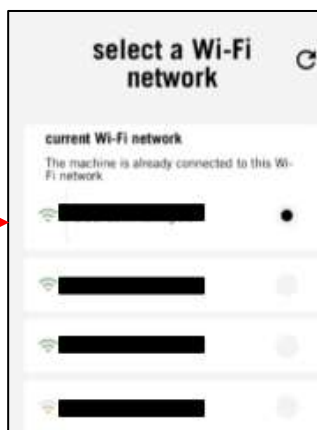 select a Wi-Fi
network
current Wi-Fi network
The machine is already connected to this Wi-
Fi network